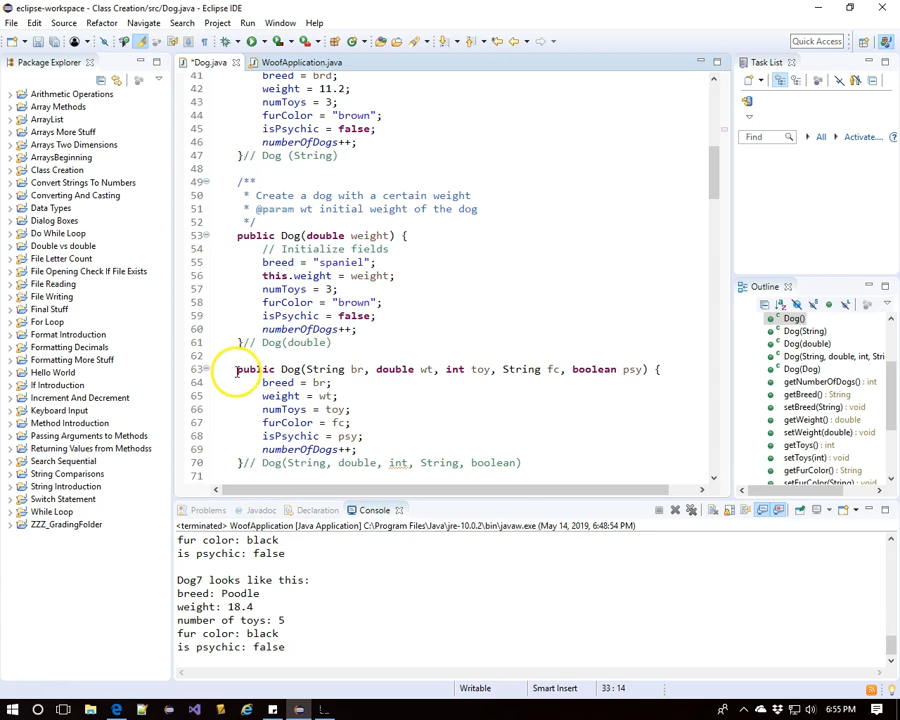 eclipse-workspace - Class Creation/src/Dog.java - Eclipse IDE
File Edit Source Refactor Navigate Search Project Run Window Help
Quick Access
Package Explorer
Arithmetic Operations
Array Methods
ArrayList
Arrays More Stuff
Arrays Two Dimensions
ArraysBeginning
Class Creation
Convert Strings To Numbers
Converting And Casting
Data Types
Dialog Boxes
Do While Loop
Double vs double
File Letter Count
File Opening Check If File Exists
File Reading
File Writing
Final Stuff
For Loop
Format Introduction
Formatting Decimals
Formatting More Stuff
Hello World
If Introduction
Increment And Decrement
Keyboard Input
Method Introduction
Passing Arguments to Methods
Returning Values from Methods
Search Sequential
String Comparisons
String Introduction
Switch Statement
ZZZ_GradingFolder
*Dog.java WoofApplication.java
41 breed = brd;
42 weight = 11.2;
43 numToys = 3;
44 furColor = "brown";
45 isPsychic = false;
46 numberOfDogs++;
47 }// Dog (String)
48
49 /**
50 * Create a dog with a certain weight
51 * @param wt initial weight of the dog
52 */
53 public Dog(double weight) {
54 // Initialize fields
55 breed = "spaniel";
56 this.weight = weight;
57 numToys = 3;
58 furColor = "brown";
59 isPsychic = false;
60 numberOfDogs++;
61 }// Dog(double)
62
63 public Dog(String br, double wt, int toy, String fc, boolean psy) {
64 breed = br;
65 weight = wt;
66 numToys = toy;
67 furColor = fc;
68 isPsychic = psy;
69 numberOfDogs++;
70 }// Dog(String, double, int, String, boolean)
71
Task List
Find All Activate...
Outline
Dog()
Dog(String)
Dog(double)
Dog(String, double, int, Stri
Dog(Dog)
getNumberOfDogs() : int
getBreed() : String
setBreed(String) : void
getWeight() : double
setWeight(double) : void
getToys() : int
setToys(int) : void
getFurColor() : String
setFurColor(String) : void
Problems Javadoc Declaration Console
<terminated> WoofApplication [Java Application] C:\Program Files\Java\jre-10.0.2\bin\javaw.exe (May 14, 2019, 6:48:54 PM)
fur color: black
is psychic: false
Dog7 looks like this:
breed: Poodle
weight: 18.4
number of toys: 5
fur color: black
is psychic: false
Writable Smart Insert 33 : 14
6:55 PM